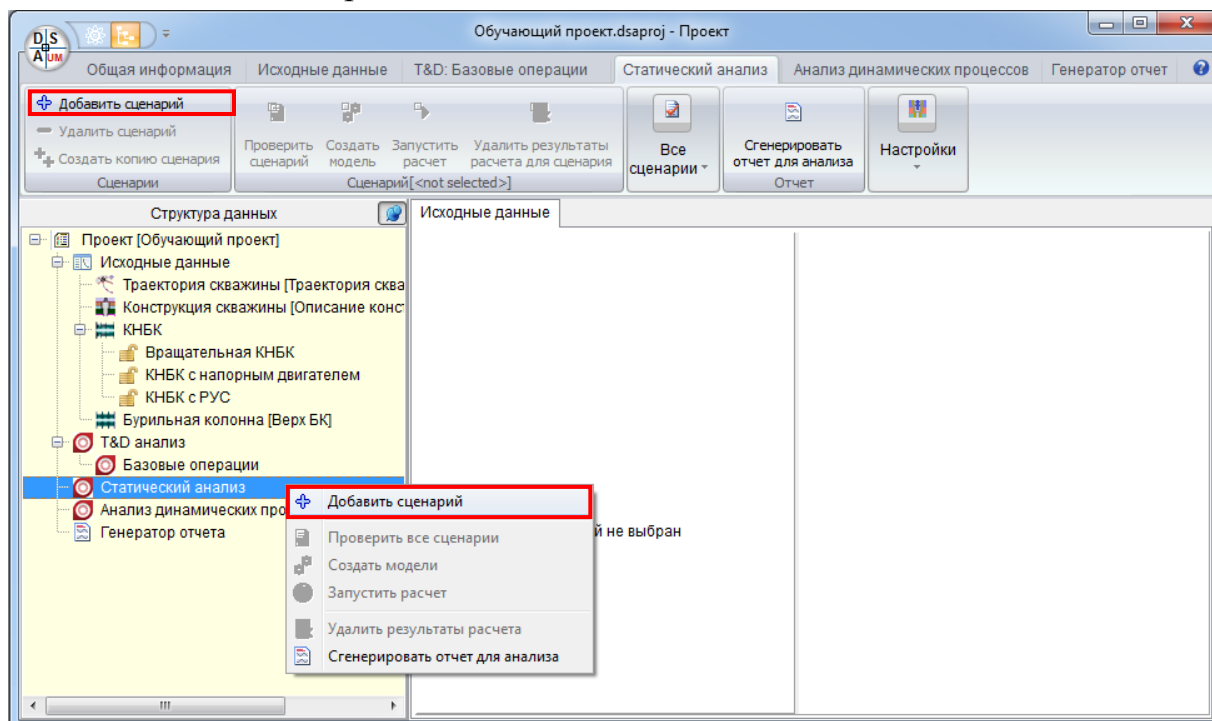 D S
A UM
Обучающий проект.dsaproj - Проект
Общая информация Исходные данные T&D: Базовые операции Статический анализ Анализ динамических процессов Генератор отчет
Добавить сценарий
Удалить сценарий
Создать копию сценария
Сценарии
Проверить сценарий
Создать модель
Запустить расчет
Удалить результаты расчета для сценария
Сценарий[<not selected>]
Все сценарии
Сгенерировать отчет для анализа
Отчет
Настройки
Структура данных
Исходные данные
Проект [Обучающий проект]
Исходные данные
Траектория скважины [Траектория сква
Конструкция скважины [Описание конс
КНБК
Вращательная КНБК
КНБК с напорным двигателем
КНБК с РУС
Бурильная колонна [Верх БК]
T&D анализ
Базовые операции
Статический анализ
Анализ динамических про
Генератор отчета
Добавить сценарий
Проверить все сценарии
Создать модели
Запустить расчет
Удалить результаты расчета
Сгенерировать отчет для анализа
й не выбран